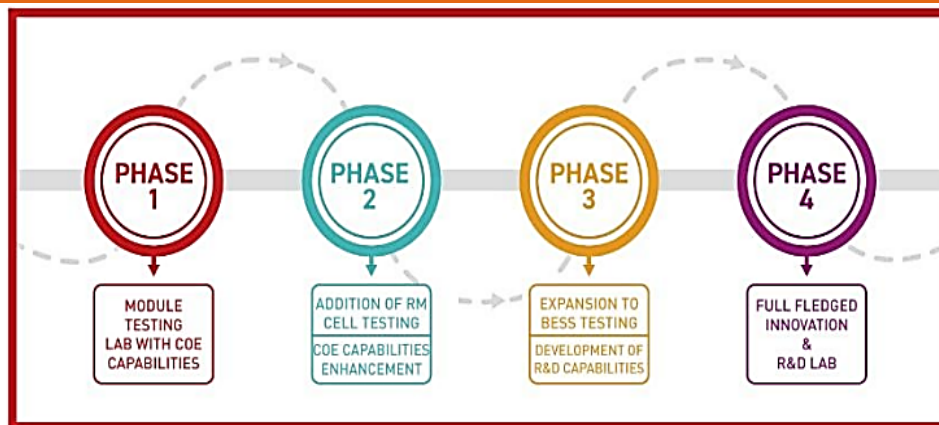 PHASE
1
PHASE
2
PHASE
3
PHASE
4
MODULE
TESTING
LAB WITH COE
CAPABILITIES
ADDITION OF RM
CELL TESTING
COE CAPABILITIES
ENHANCEMENT
EXPANSION TO
BESS TESTING
DEVELOPMENT OF
R&D CAPABILITIES
FULL FLEDGED
INNOVATION
&
R&D LAB